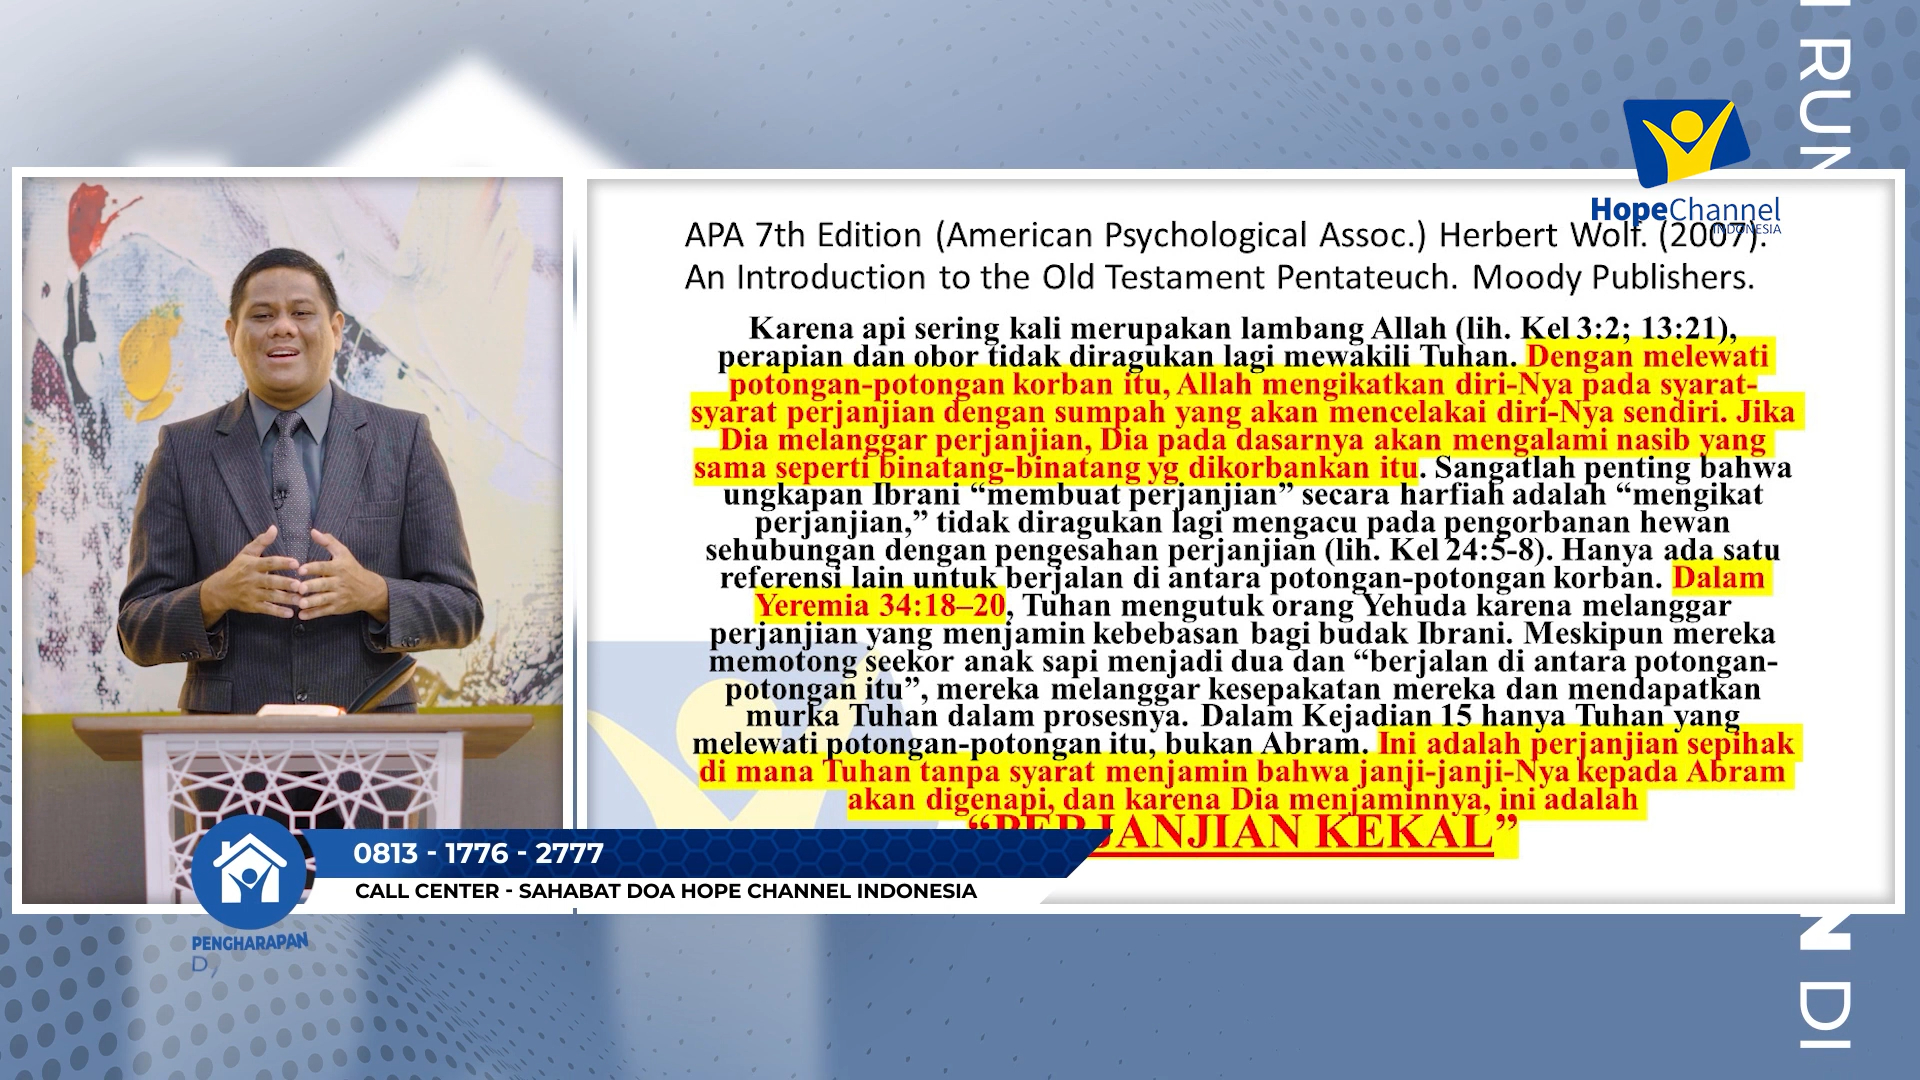 HopeChannel
INDONESIA
APA 7th Edition (American Psychological Assoc.) Herbert Wolf. (2007).
An Introduction to the Old Testament Pentateuch. Moody Publishers.
Karena api sering kali merupakan lambang Allah (lih. Kel 3:2; 13:21),
perapian dan obor tidak diragukan lagi mewakili Tuhan. Dengan melewati
potongan-potongan korban itu, Allah mengikatkan diri-Nya pada syarat-
syarat perjanjian dengan sumpah yang akan mencelakai diri-Nya sendiri. Jika
Dia melanggar perjanjian, Dia pada dasarnya akan mengalami nasib yang
sama seperti binatang-binatang yg dikorbankan itu. Sangatlah penting bahwa
ungkapan Ibrani “membuat perjanjian” secara harfiah adalah “mengikat
perjanjian,” tidak diragukan lagi mengacu pada pengorbanan hewan
sehubungan dengan pengesahan perjanjian (lih. Kel 24:5-8). Hanya ada satu
referensi lain untuk berjalan di antara potongan-potongan korban. Dalam
Yeremia 34:18–20, Tuhan mengutuk orang Yehuda karena melanggar
perjanjian yang menjamin kebebasan bagi budak Ibrani. Meskipun mereka
memotong seekor anak sapi menjadi dua dan “berjalan di antara potongan-
potongan itu”, mereka melanggar kesepakatan mereka dan mendapatkan
murka Tuhan dalam prosesnya. Dalam Kejadian 15 hanya Tuhan yang
melewati potongan-potongan itu, bukan Abram. Ini adalah perjanjian sepihak
di mana Tuhan tanpa syarat menjamin bahwa janji-janji-Nya kepada Abram
akan digenapi, dan karena Dia menjaminnya, ini adalah
“PERJANJIAN KEKAL”
0813 - 1776 - 2777
CALL CENTER - SAHABAT DOA HOPE CHANNEL INDONESIA
PENGHARAPAN
DI